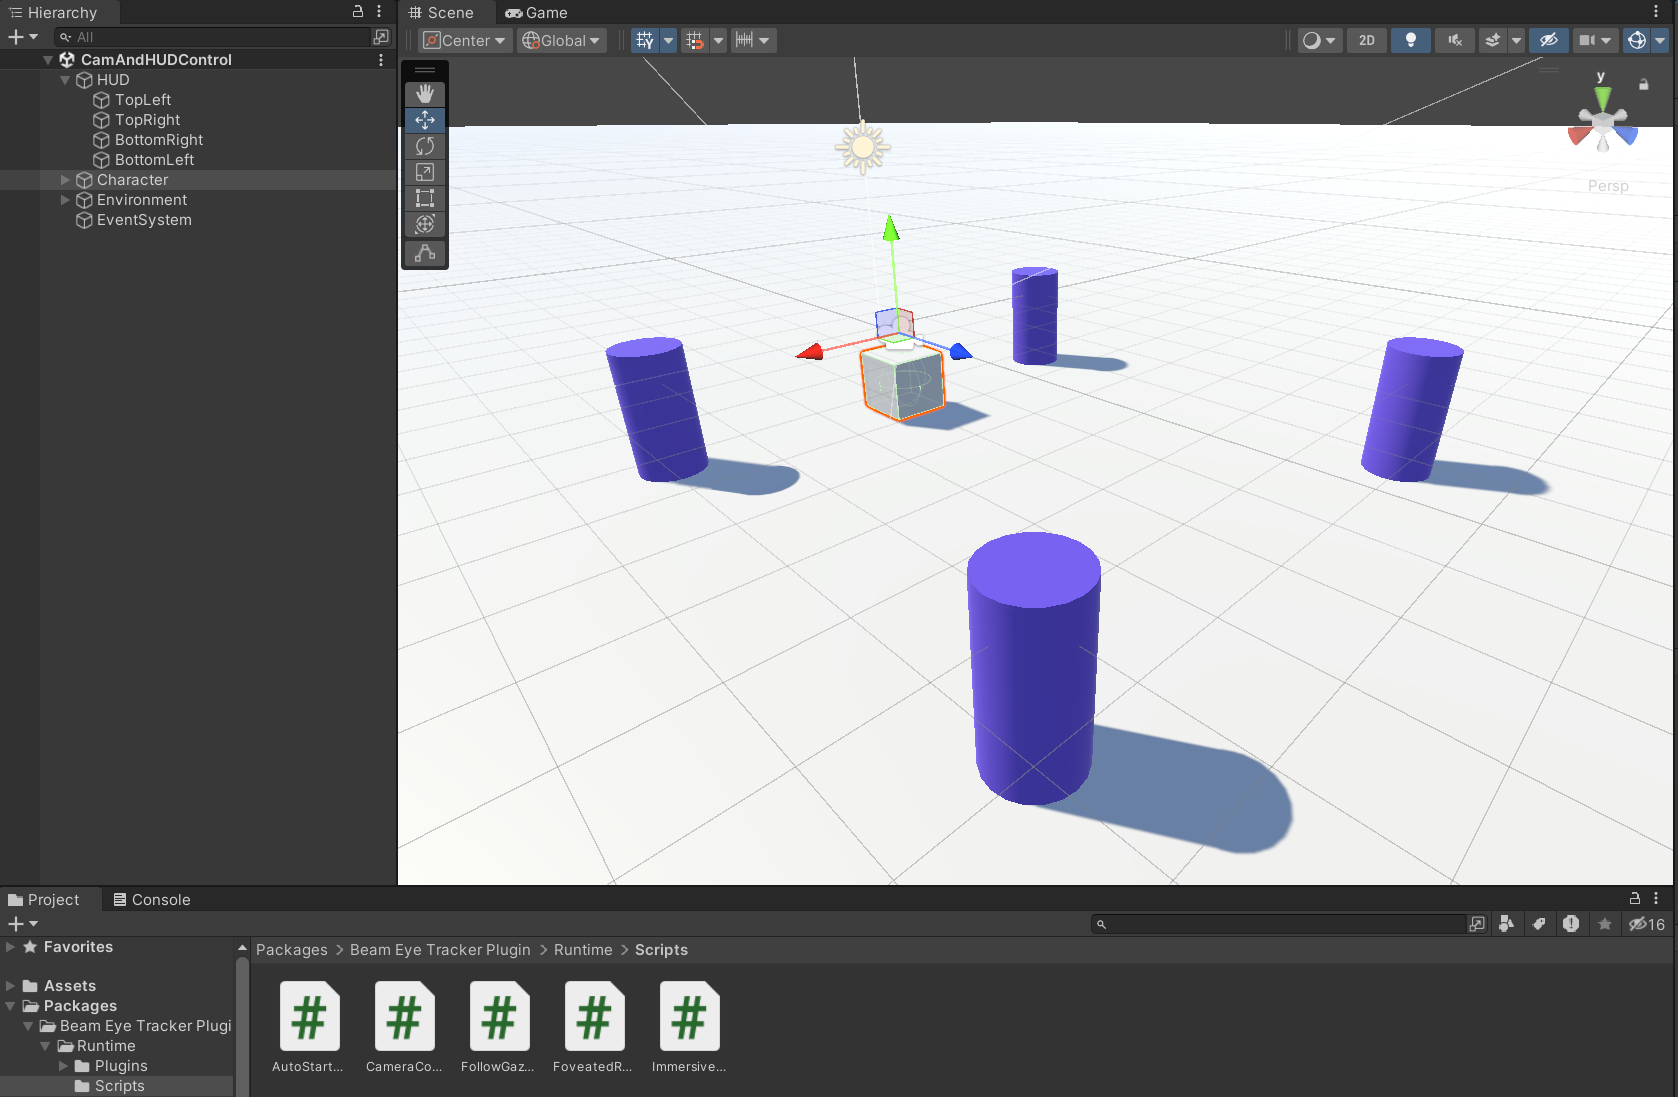 Hierarchy
All
CamAndHUDControl
HUD
TopLeft
TopRight
BottomRight
BottomLeft
Character
Environment
EventSystem
Scene
Game
Center
Global
2D
y
Persp
Project
Console
16
Favorites
Assets
Packages
Beam Eye Tracker Plugi
Runtime
Plugins
Scripts
Packages > Beam Eye Tracker Plugin > Runtime > Scripts
AutoStart... CameraCo... FollowGaz... FoveatedR... Immersive...